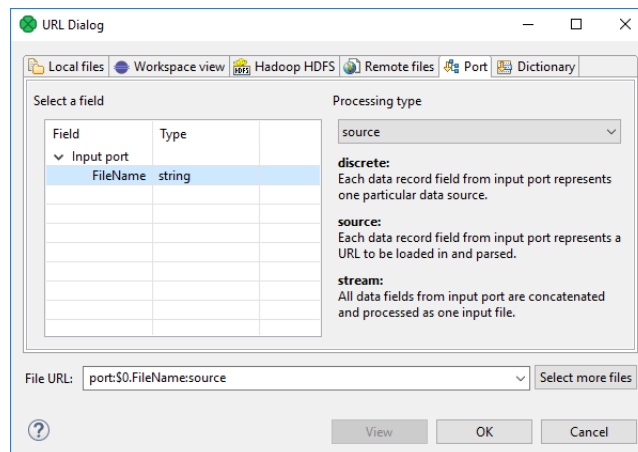 URL Dialog
Local files
Workspace view
Hadoop HDFS
Remote files
Port
Dictionary
Select a field
Field Type
Input port
FileName string
Processing type
source
discrete:
Each data record field from input port represents
one particular data source.
source:
Each data record field from input port represents a
URL to be loaded in and parsed.
stream:
All data fields from input port are concatenated
and processed as one input file.
File URL: port:$0.FileName:source Select more files
? View OK Cancel